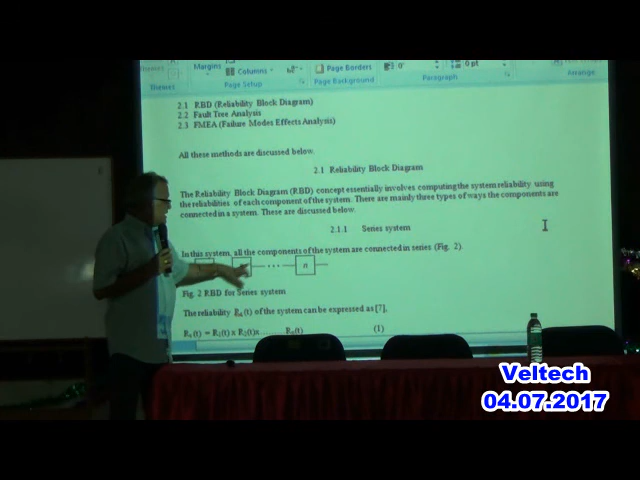 Margins
Columns
Page Setup
Page Borders
Page Background
0"
0 pt
Paragraph
Arrange
2.1 RBD (Reliability Block Diagram)
2.2 Fault Tree Analysis
2.3 FMEA (Failure Modes Effects Analysis)
All these methods are discussed below.
2.1 Reliability Block Diagram
The Reliability Block Diagram (RBD) concept essentially involves computing the system reliability using
the reliabilities of each component of the system. There are mainly three types of ways the components are
connected in a system. These are discussed below.
2.1.1 Series system
In this system, all the components of the system are connected in series (Fig. 2).
n
Fig. 2 RBD for Series system
The reliability (t) of the system can be expressed as [7],
(t) = R1(t) x R2(t)x...... (t) (1)
Veltech
04.07.2017